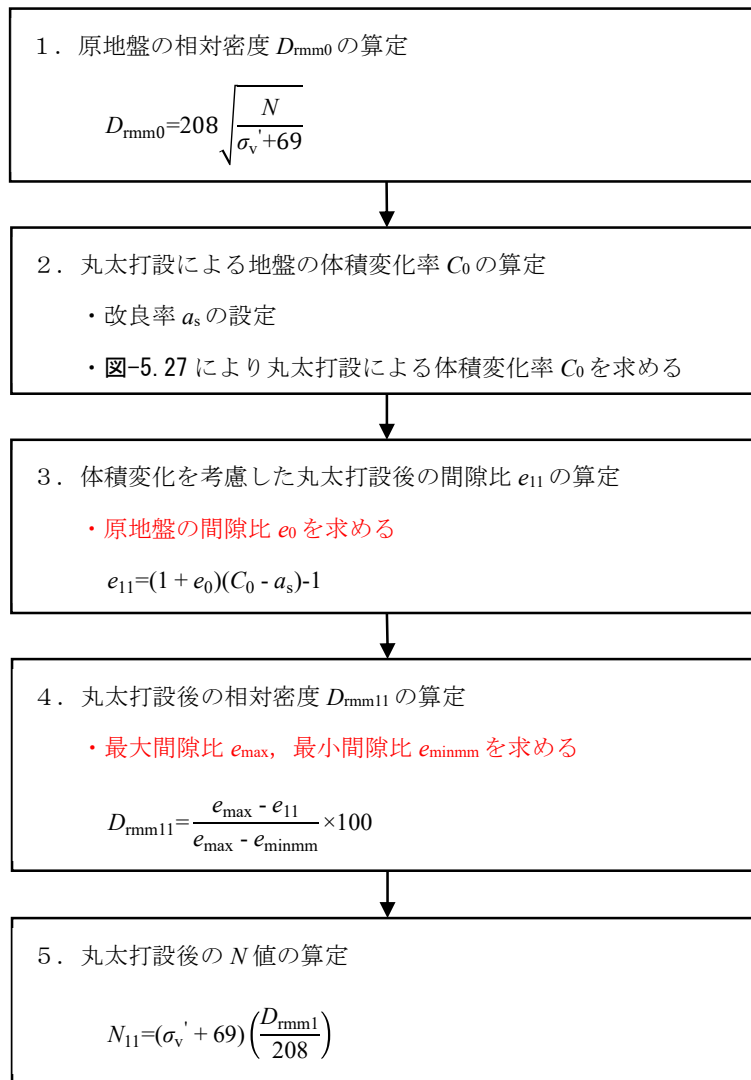 １．原地盤の相対密度 Drmm0 の算定
Drmm0=208√(N/(σv'+69))
２．丸太打設による地盤の体積変化率 C0 の算定
・改良率 as の設定
・図-5.27 により丸太打設による体積変化率 C0 を求める
３．体積変化を考慮した丸太打設後の間隙比 e11 の算定
・原地盤の間隙比 e0 を求める
e11=(1 + e0)(C0 - as)-1
４．丸太打設後の相対密度 Drmm11 の算定
・最大間隙比 emax，最小間隙比 eminmm を求める
Drmm11=(emax - e11)/(emax - eminmm)×100
５．丸太打設後の N 値の算定
N11=(σv' + 69)(Drmm1/208)